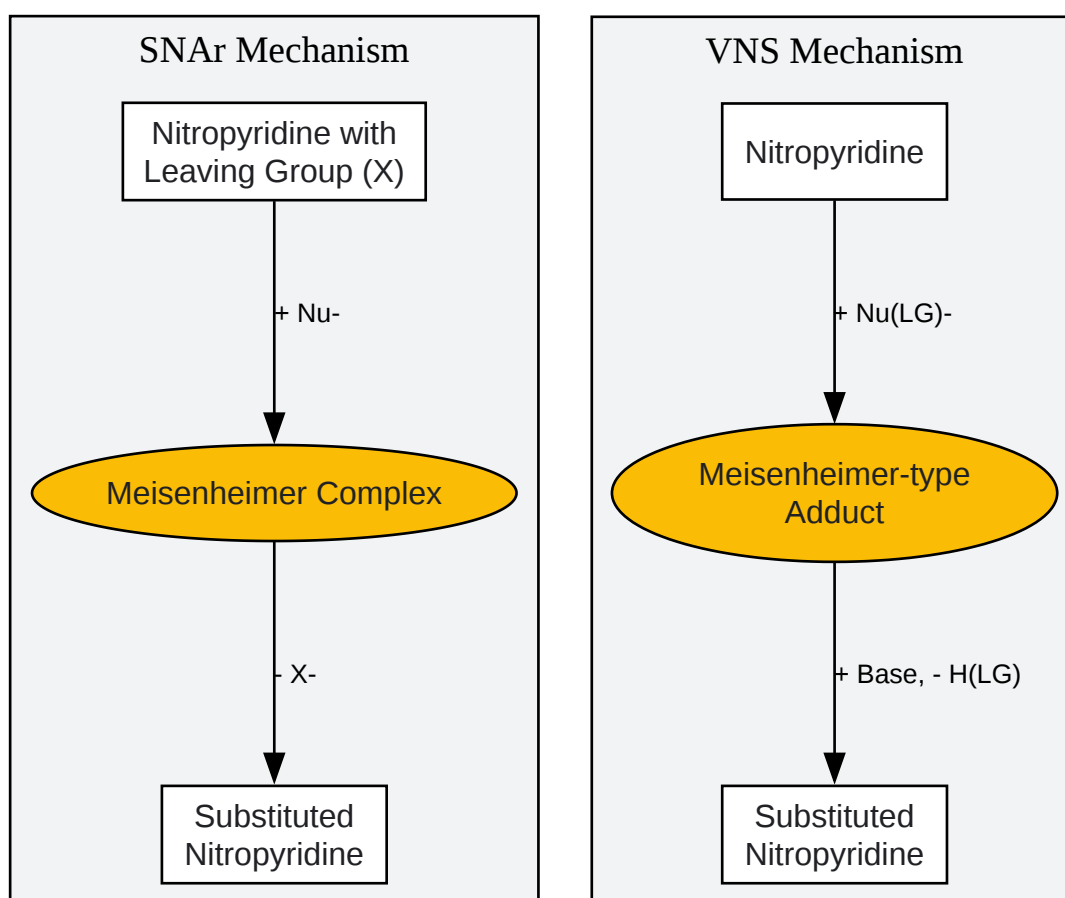 SNAr Mechanism
Nitropyridine with
Leaving Group (X)
+ Nu-
Meisenheimer Complex
- X-
Substituted
Nitropyridine
VNS Mechanism
Nitropyridine
+ Nu(LG)-
Meisenheimer-type
Adduct
+ Base, - H(LG)
Substituted
Nitropyridine